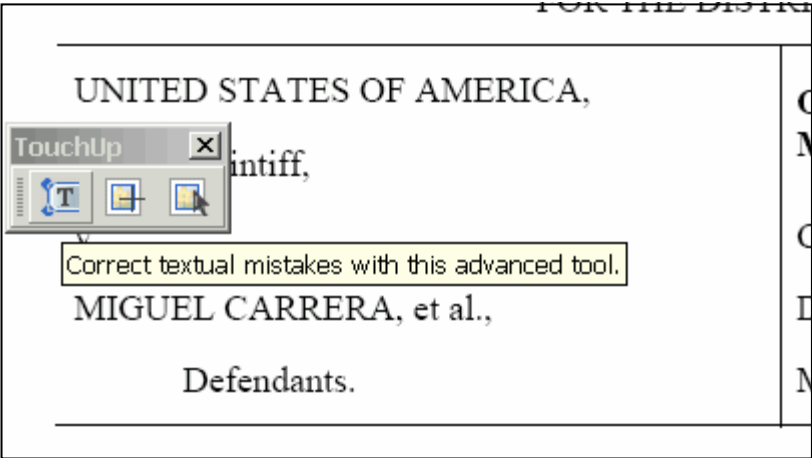 UNITED STATES OF AMERICA,
TouchUp
intiff,
T
Correct textual mistakes with this advanced tool.
MIGUEL CARRERA, et al.,
Defendants.